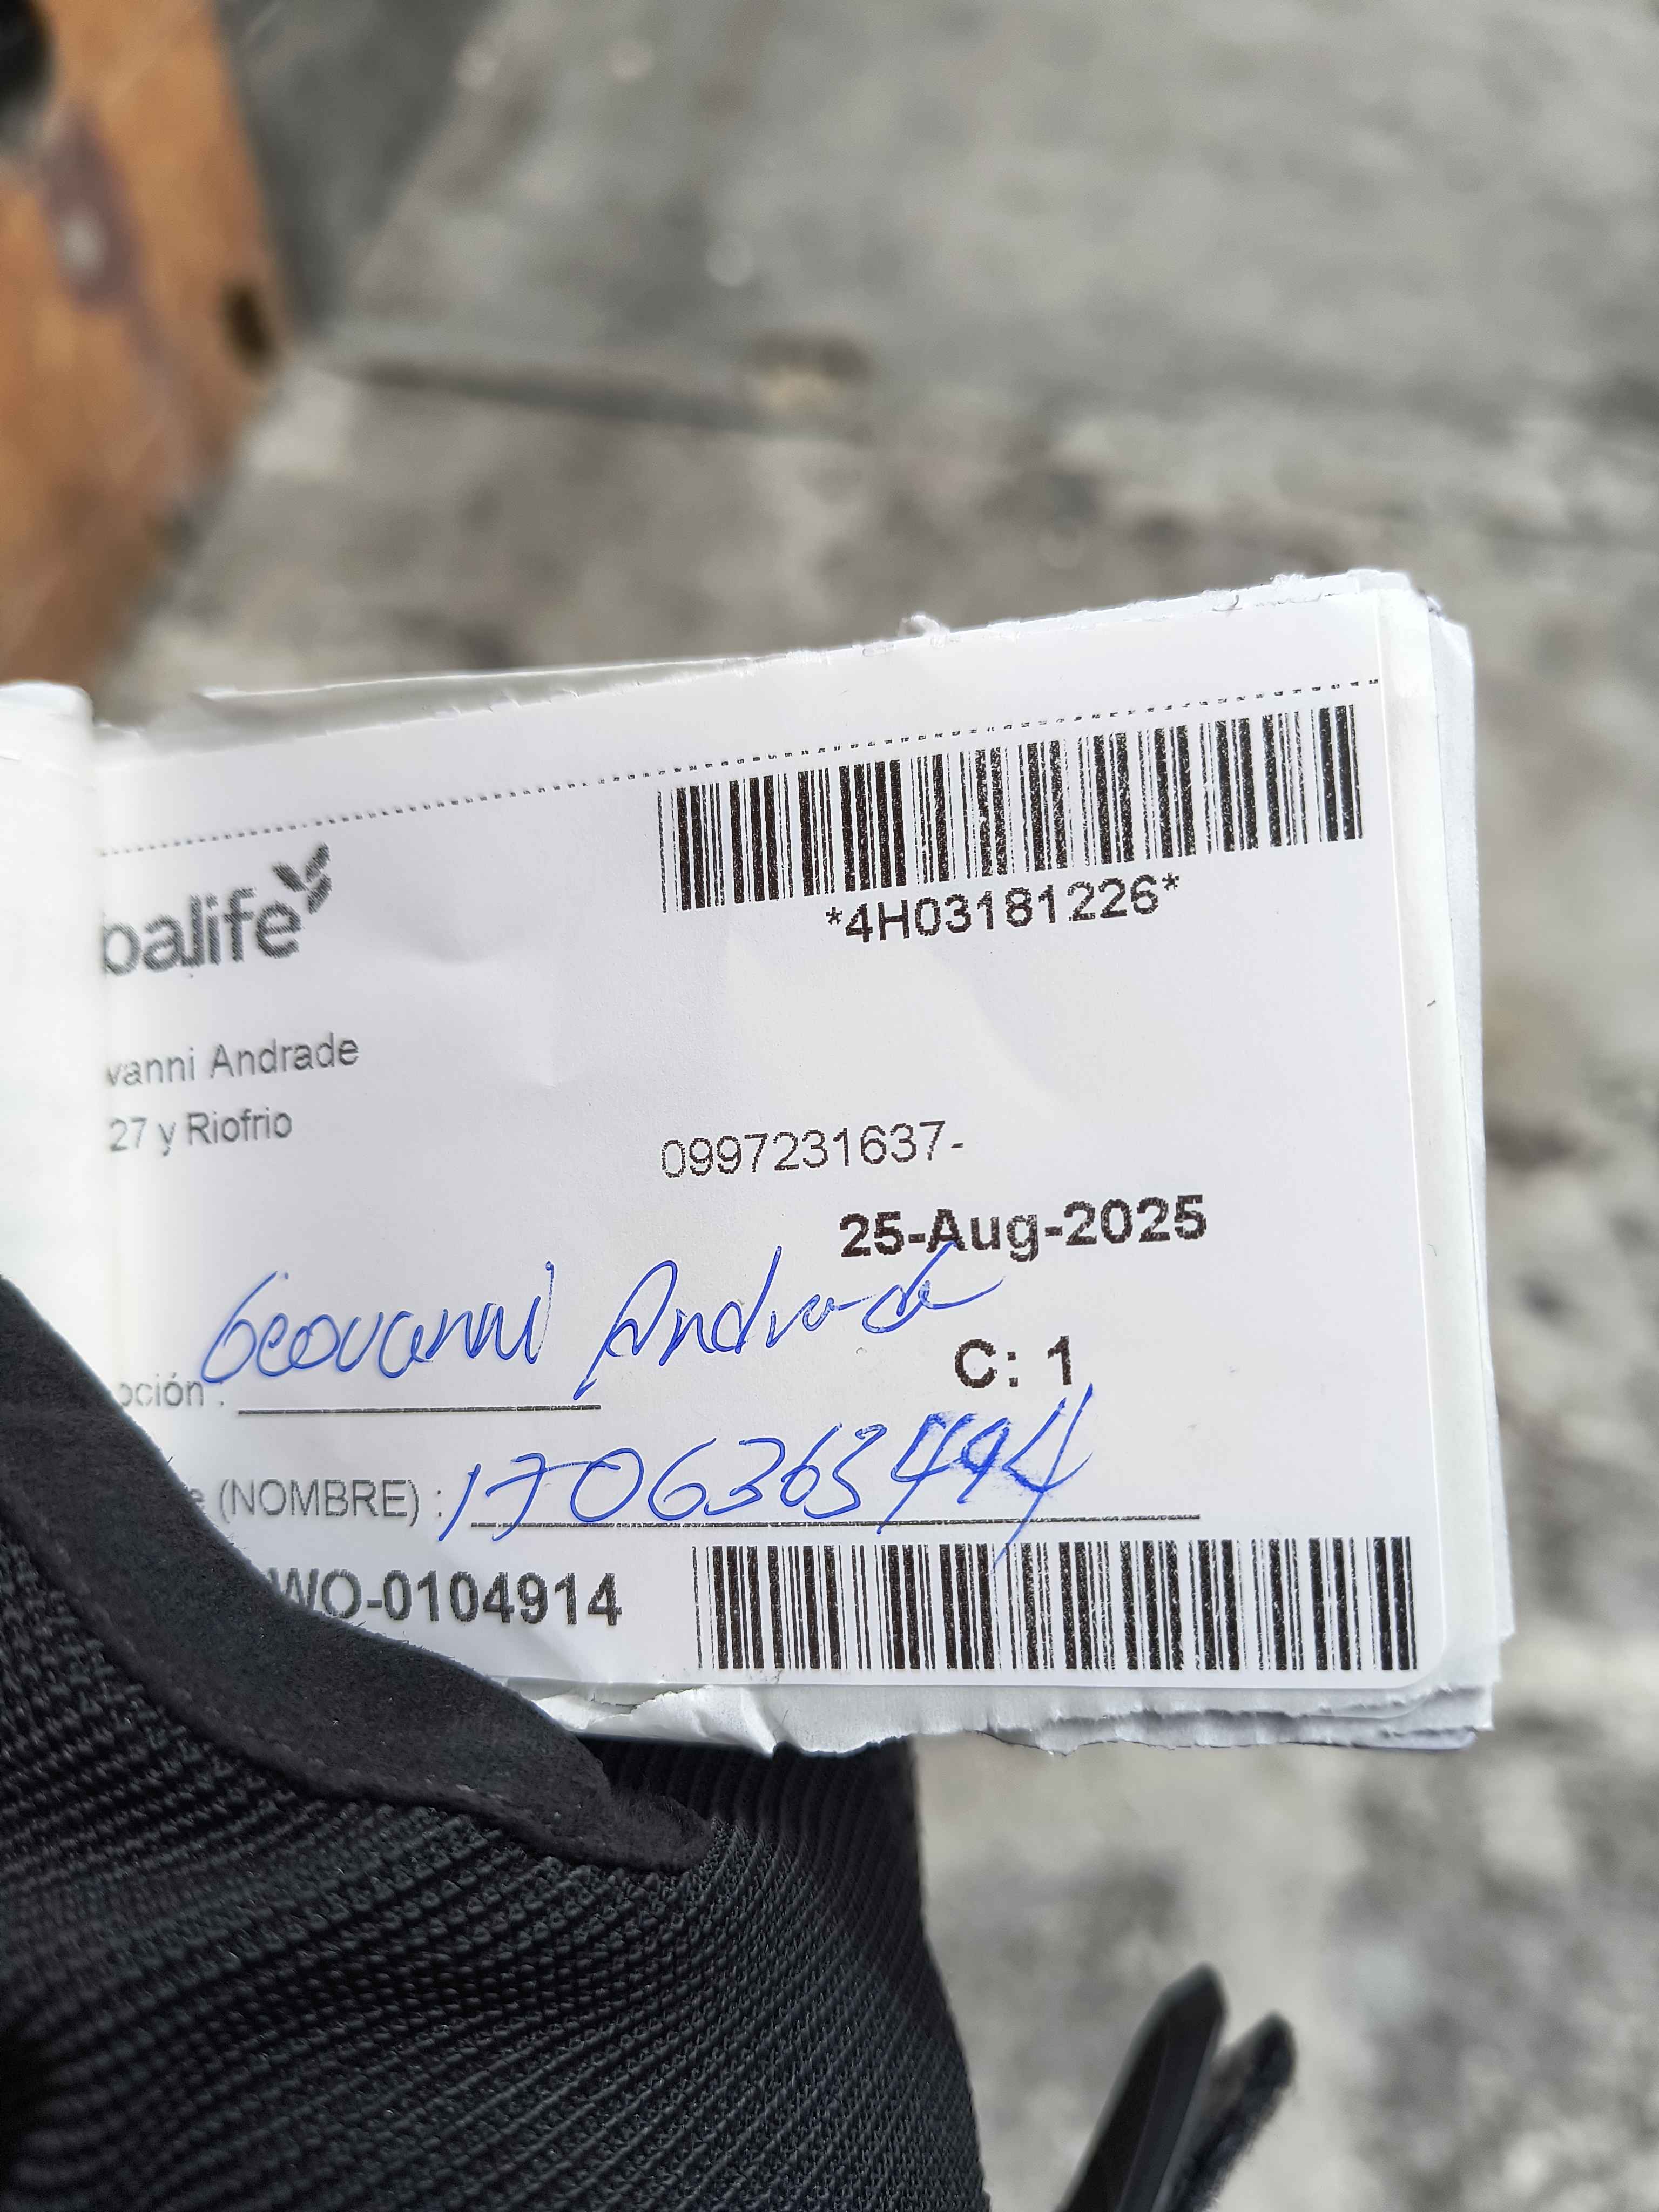 *4H03181226*
balife
vanni Andrade
27 y Riofrio
0997231637-
25-Aug-2025
Geovanni Andrade
pción :
C: 1
e (NOMBRE) : 1706363494
WO-0104914